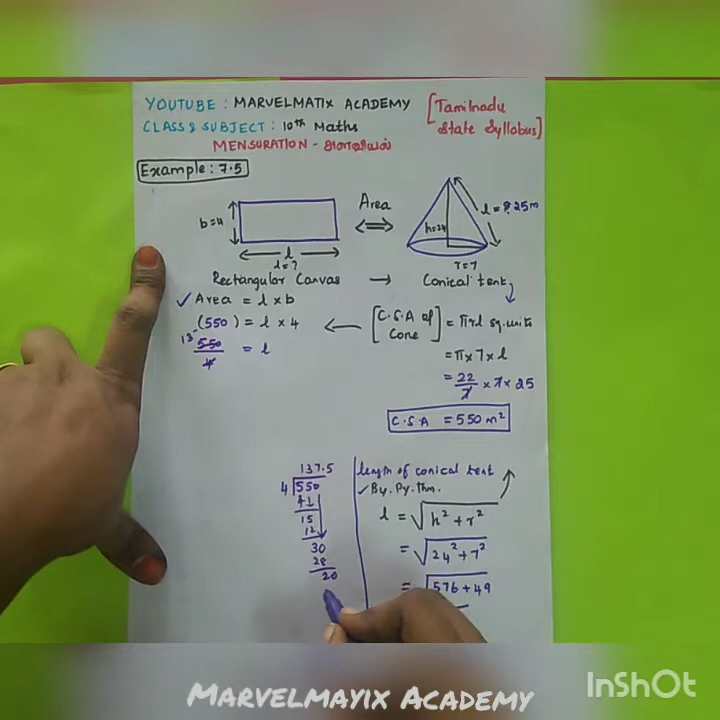 YOUTUBE : MARVELMATIX ACADEMY
[Tamilnadu
State Syllabus]
CLASS & SUBJECT : 10th Maths
MENSURATION - அளவியல்
Example : 7.5
b=4
l
l=?
Area
⇔
h=24
l = ? 25m
r=7
Rectangular Canvas → Conical tent,
✓ Area = l × b
(550) = l × 4 ← [C.S.A of Cone] = πrl sq.units
550/4 = l
= π × 7 × l
= 22/7 × 7 × 25
C.S.A = 550 m²
137.5
4 550
4↓
15
12
30
28
20
length of conical tent
✓ By. Py. thm.
l = √h² + r²
= √24² + 7²
= √576 + 49
MARVELMAYIX ACADEMY
InShOt